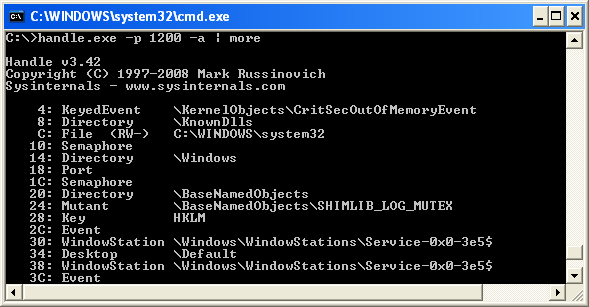 C:\WINDOWS\system32\cmd.exe
C:\>handle.exe -p 1200 -a | more
Handle v3.42
Copyright (C) 1997-2008 Mark Russinovich
Sysinternals - www.sysinternals.com
4: KeyedEvent \KernelObjects\CritSecOutOfMemoryEvent
8: Directory \KnownDlls
C: File (RW-) C:\WINDOWS\system32
10: Semaphore
14: Directory \Windows
18: Port
1C: Semaphore
20: Directory \BaseNamedObjects
24: Mutant \BaseNamedObjects\SHIMLIB_LOG_MUTEX
28: Key HKLM
2C: Event
30: WindowStation \Windows\WindowStations\Service-0x0-3e5$
34: Desktop \Default
38: WindowStation \Windows\WindowStations\Service-0x0-3e5$
3C: Event